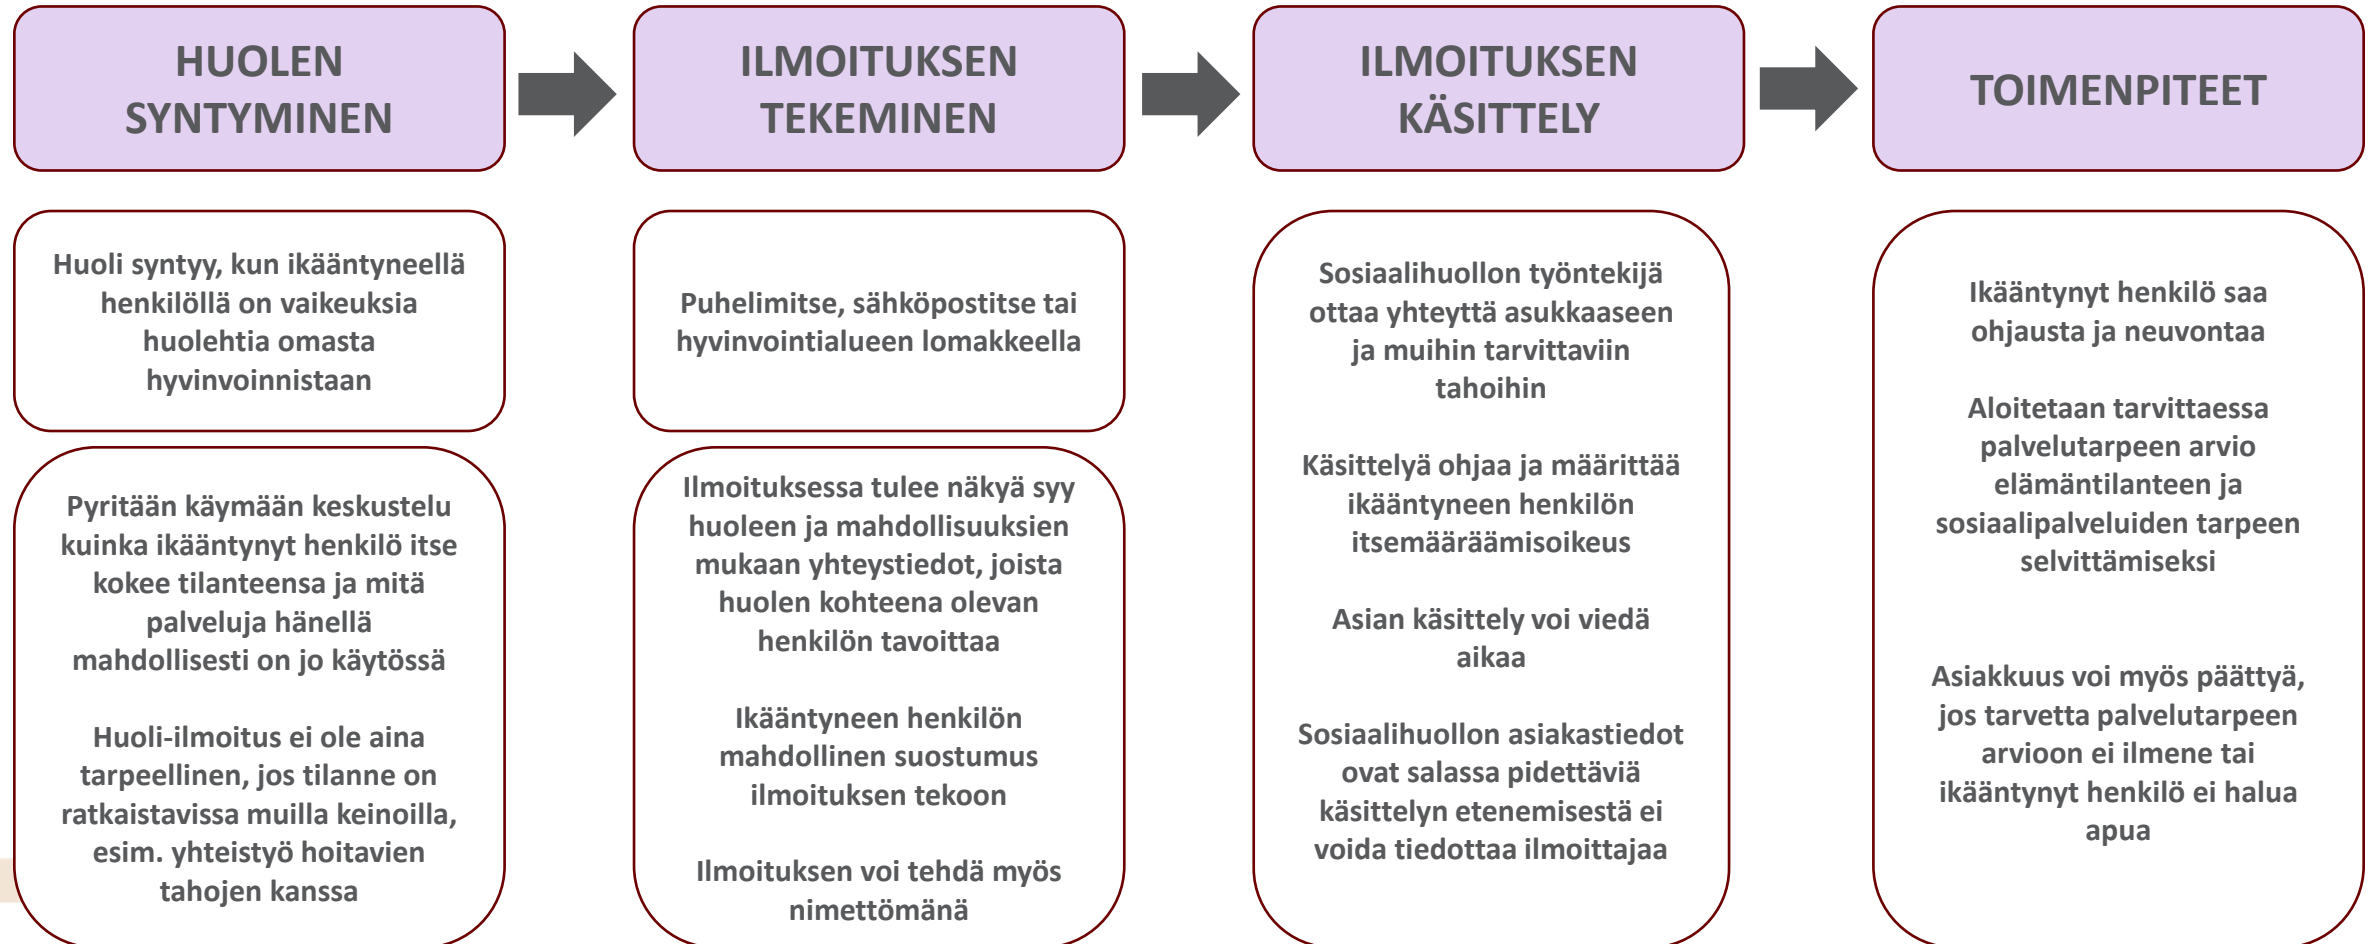 HUOLEN
SYNTYMINEN
Huoli syntyy, kun ikääntyneellä
henkilöllä on vaikeuksia
huolehtia omasta
hyvinvoinnistaan
Pyritään käymään keskustelu
kuinka ikääntynyt henkilö itse
kokee tilanteensa ja mitä
palveluja hänellä
mahdollisesti on jo käytössä
Huoli-ilmoitus ei ole aina
tarpeellinen, jos tilanne on
ratkaistavissa muilla keinoilla,
esim. yhteistyö hoitavien
tahojen kanssa
ILMOITUKSEN
TEKEMINEN
Puhelimitse, sähköpostitse tai
hyvinvointialueen lomakkeella
Ilmoituksessa tulee näkyä syy
huoleen ja mahdollisuuksien
mukaan yhteystiedot, joista
huolen kohteena olevan
henkilön tavoittaa
Ikääntyneen henkilön
mahdollinen suostumus
ilmoituksen tekoon
Ilmoituksen voi tehdä myös
nimettömänä
ILMOITUKSEN
KÄSITTELY
Sosiaalihuollon työntekijä
ottaa yhteyttä asukkaaseen
ja muihin tarvittaviin
tahoihin
Käsittelyä ohjaa ja määrittää
ikääntyneen henkilön
itsemääräämisoikeus
Asian käsittely voi viedä
aikaa
Sosiaalihuollon asiakastiedot
ovat salassa pidettäviä
käsittelyn etenemisestä ei
voida tiedottaa ilmoittajaa
TOIMENPITEET
Ikääntynyt henkilö saa
ohjausta ja neuvontaa
Aloitetaan tarvittaessa
palvelutarpeen arvio
elämäntilanteen ja
sosiaalipalveluiden tarpeen
selvittämiseksi
Asiakkuus voi myös päättyä,
jos tarvetta palvelutarpeen
arvioon ei ilmene tai
ikääntynyt henkilö ei halua
apua